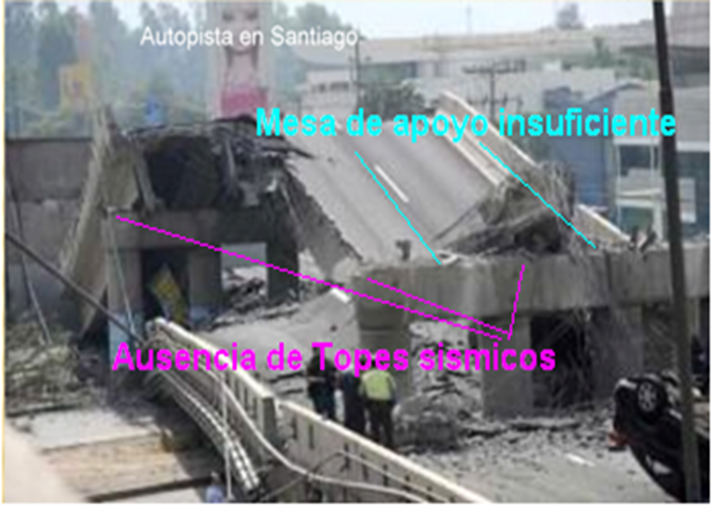 Autopista en Santiago
Mesa de apoyo insuficiente
Ausencia de Topes sismicos